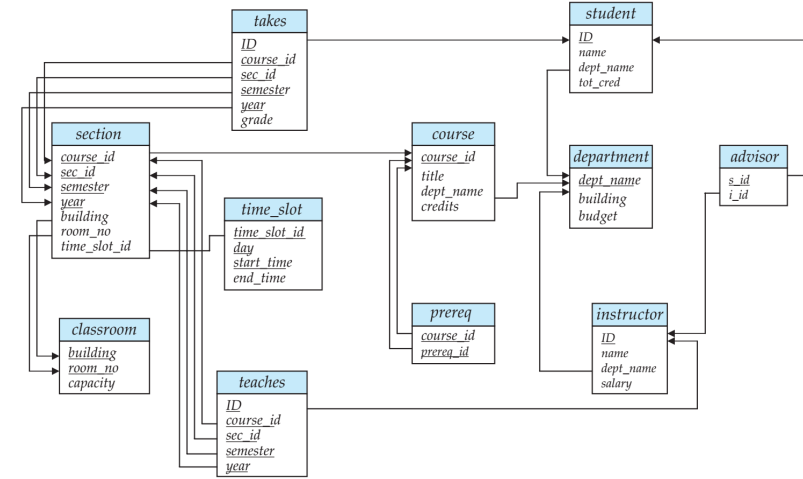 takes
ID
course_id
sec_id
semester
year
grade
student
ID
name
dept_name
tot_cred
section
course_id
sec_id
semester
year
building
room_no
time_slot_id
course
course_id
title
dept_name
credits
department
dept_name
building
budget
advisor
s_id
i_id
time_slot
time_slot_id
day
start_time
end_time
prereq
course_id
prereq_id
instructor
ID
name
dept_name
salary
classroom
building
room_no
capacity
teaches
ID
course_id
sec_id
semester
year